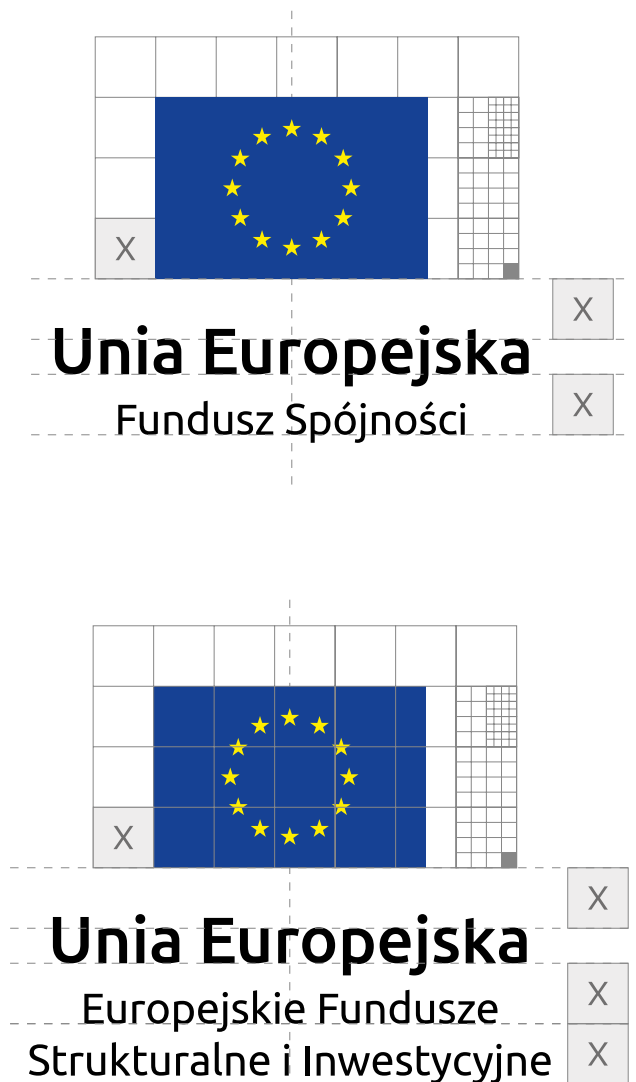 X
X
Unia Europejska
X
Fundusz Spójności
X
X
Unia Europejska
X
Europejskie Fundusze
Strukturalne i Inwestycyjne
X